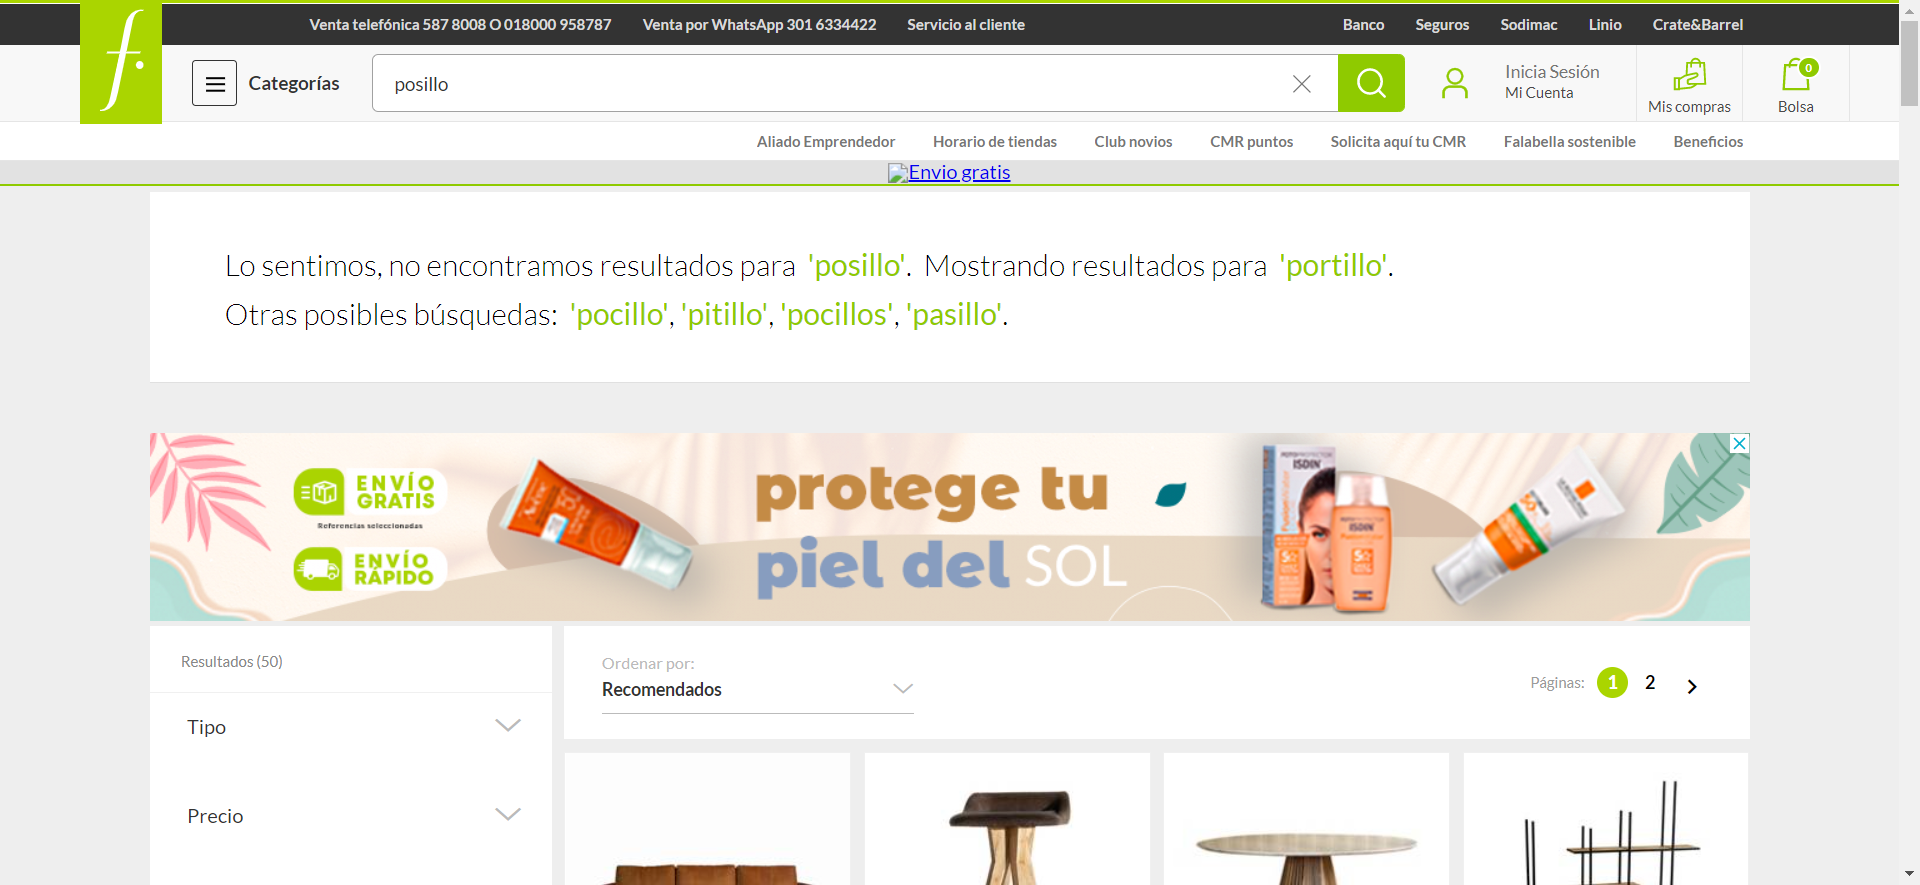 Venta telefónica 587 8008 O 018000 958787 Venta por WhatsApp 301 6334422 Servicio al cliente Banco Seguros Sodimac Linio Crate&Barrel
f.
Categorías posillo Inicia Sesión
Mi Cuenta
Mis compras
0
Bolsa
Aliado Emprendedor Horario de tiendas Club novios CMR puntos Solicita aquí tu CMR Falabella sostenible Beneficios
Envio gratis
Lo sentimos, no encontramos resultados para 'posillo'. Mostrando resultados para 'portillo'.
Otras posibles búsquedas: 'pocillo', 'pitillo', 'pocillos', 'pasillo'.
ENVÍO
GRATIS
Referencias seleccionadas
ENVÍO
RÁPIDO
Avène
protege tu
piel del SOL
ISDIN
ISDIN
Resultados (50)
Ordenar por:
Recomendados
Páginas: 1 2
Tipo
Precio